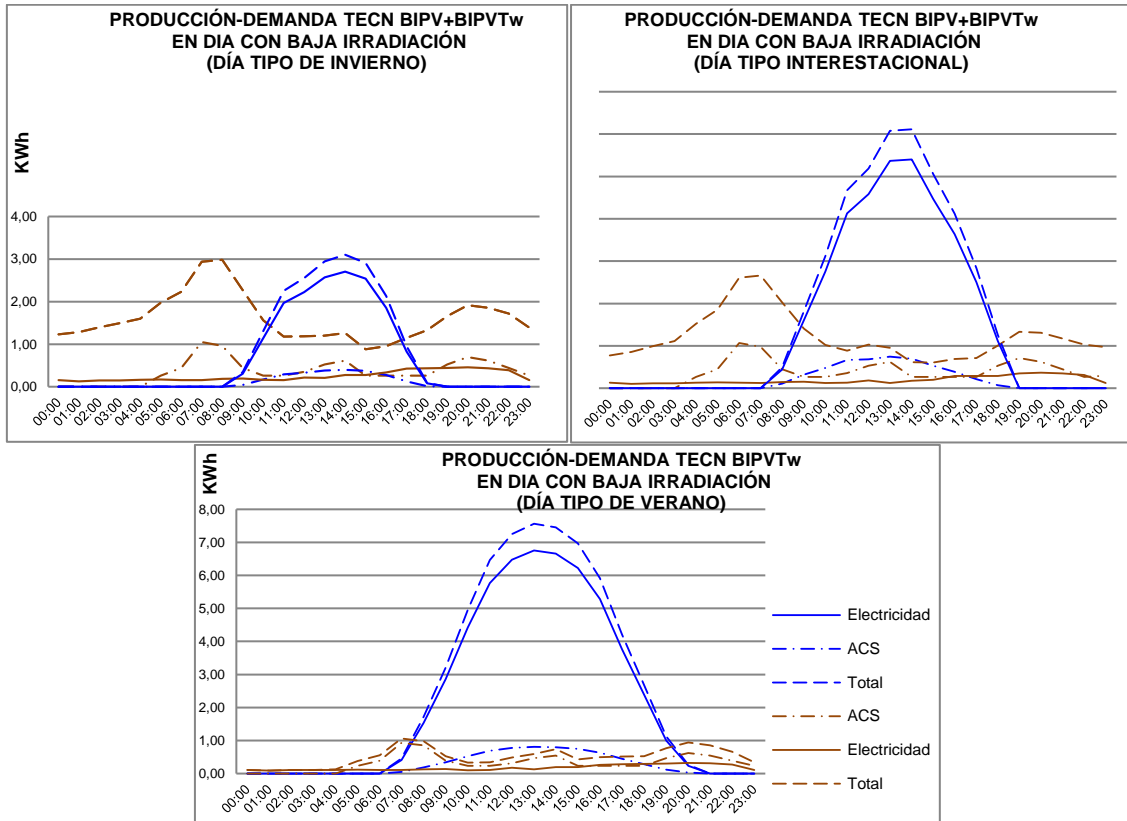 PRODUCCIÓN-DEMANDA TECN BIPV+BIPVTw
EN DIA CON BAJA IRRADIACIÓN
(DÍA TIPO DE INVIERNO)
KWh
4,00
3,00
2,00
1,00
0,00
00:00 01:00 02:00 03:00 04:00 05:00 06:00 07:00 08:00 09:00 10:00 11:00 12:00 13:00 14:00 15:00 16:00 17:00 18:00 19:00 20:00 21:00 22:00 23:00
PRODUCCIÓN-DEMANDA TECN BIPV+BIPVTw
EN DIA CON BAJA IRRADIACIÓN
(DÍA TIPO INTERESTACIONAL)
00:00 01:00 02:00 03:00 04:00 05:00 06:00 07:00 08:00 09:00 10:00 11:00 12:00 13:00 14:00 15:00 16:00 17:00 18:00 19:00 20:00 21:00 22:00 23:00
PRODUCCIÓN-DEMANDA TECN BIPVTw
EN DIA CON BAJA IRRADIACIÓN
(DÍA TIPO DE VERANO)
KWh
8,00
7,00
6,00
5,00
4,00
3,00
2,00
1,00
0,00
00:00 01:00 02:00 03:00 04:00 05:00 06:00 07:00 08:00 09:00 10:00 11:00 12:00 13:00 14:00 15:00 16:00 17:00 18:00 19:00 20:00 21:00 22:00 23:00
Electricidad
ACS
Total
ACS
Electricidad
Total